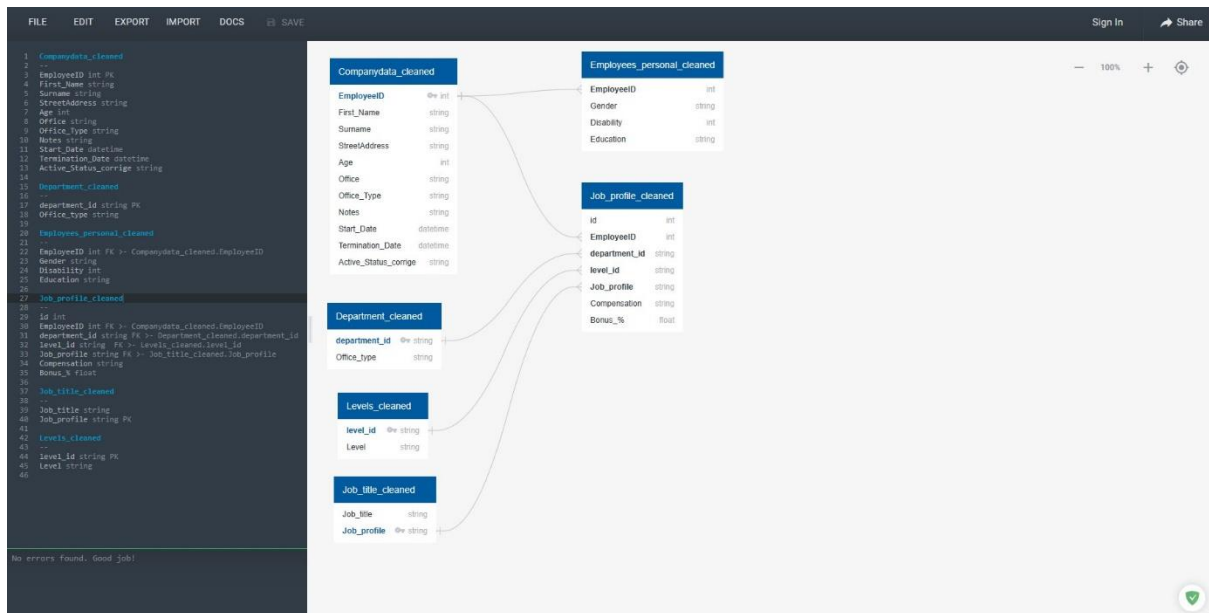 FILE EDIT EXPORT IMPORT DOCS SAVE Sign In Share
1 Companydata_cleaned
2 --
3 EmployeeID int PK
4 First_Name string
5 Surname string
6 StreetAddress string
7 Age int
8 Office string
9 Office_Type string
10 Notes string
11 Start_Date datetime
12 Termination_Date datetime
13 Active_Status_corrige string
14
15 Department_cleaned
16 --
17 department_id string PK
18 Office_type string
19
20 Employees_personal_cleaned
21 --
22 EmployeeID int FK >- Companydata_cleaned.EmployeeID
23 Gender string
24 Disability int
25 Education string
26
27 Job_profile_cleaned
28 --
29 id int
30 EmployeeID int FK >- Companydata_cleaned.EmployeeID
31 department_id string FK >- Department_cleaned.department_id
32 level_id string FK >- Levels_cleaned.level_id
33 Job_profile string FK >- Job_title_cleaned.Job_profile
34 Compensation string
35 Bonus_% float
36
37 Job_title_cleaned
38 --
39 Job_title string
40 Job_profile string PK
41
42 Levels_cleaned
43 --
44 level_id string PK
45 Level string
46
No errors found. Good job!
Companydata_cleaned
EmployeeID int
First_Name string
Surname string
StreetAddress string
Age int
Office string
Office_Type string
Notes string
Start_Date datetime
Termination_Date datetime
Active_Status_corrige string
Department_cleaned
department_id string
Office_type string
Levels_cleaned
level_id string
Level string
Job_title_cleaned
Job_title string
Job_profile string
Employees_personal_cleaned
EmployeeID int
Gender string
Disability int
Education string
Job_profile_cleaned
id int
EmployeeID int
department_id string
level_id string
Job_profile string
Compensation string
Bonus_% float
— 100% +